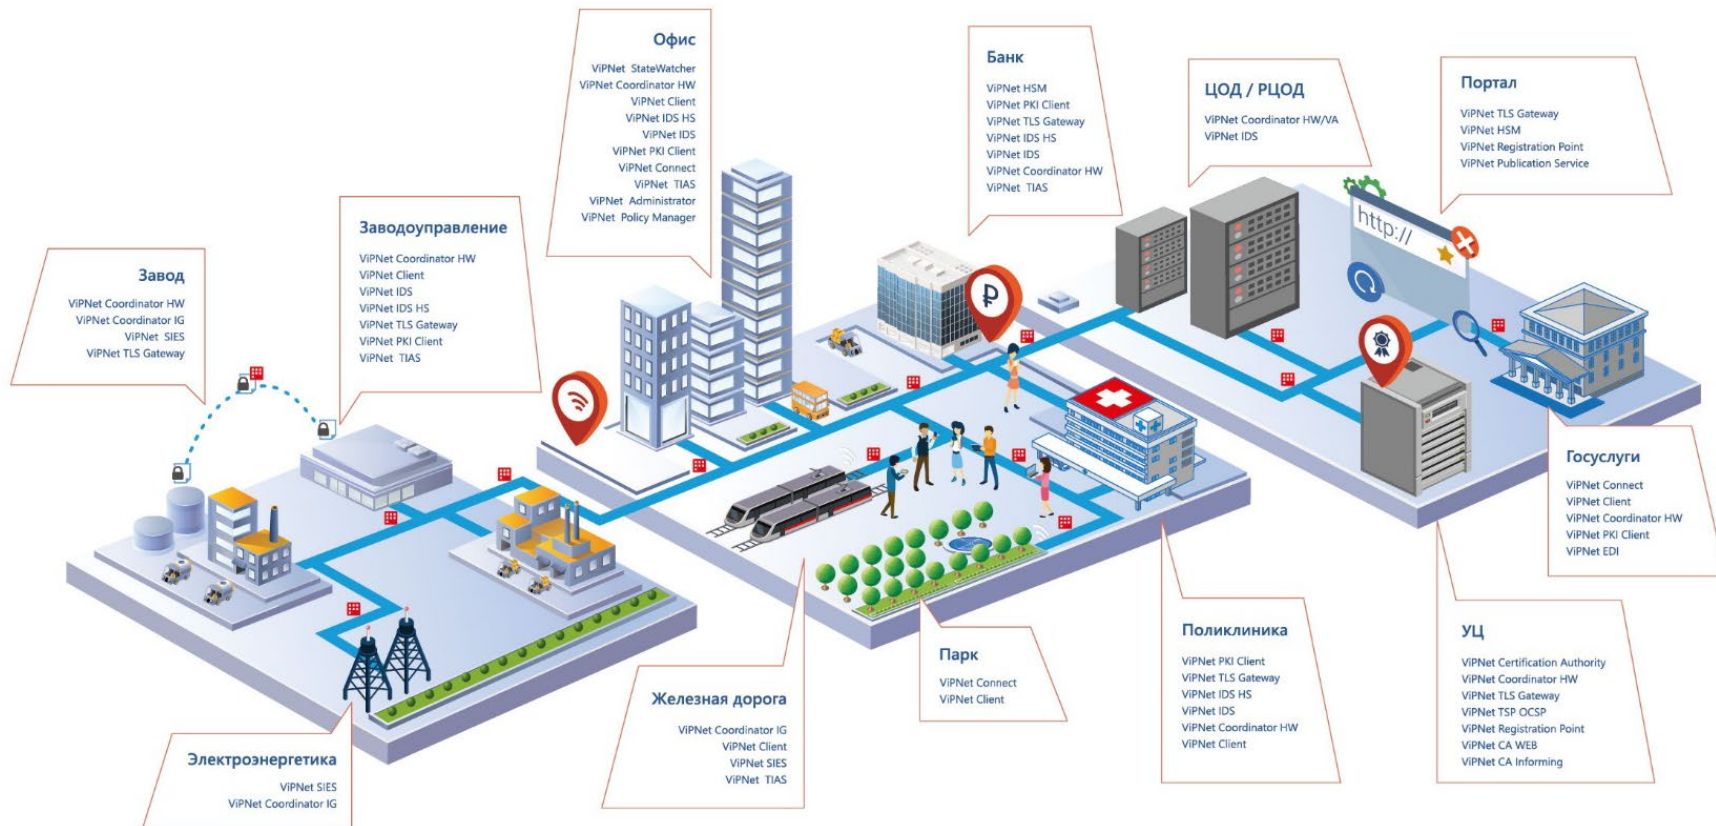 Офис
ViPNet StateWatcher
ViPNet Coordinator HW
ViPNet Client
ViPNet IDS HS
ViPNet IDS
ViPNet PKI Client
ViPNet Connect
ViPNet TIAS
ViPNet Administrator
ViPNet Policy Manager
Банк
ViPNet HSM
ViPNet PKI Client
ViPNet TLS Gateway
ViPNet IDS HS
ViPNet IDS
ViPNet Coordinator HW
ViPNet TIAS
ЦОД / РЦОД
ViPNet Coordinator HW/VA
ViPNet IDS
Портал
ViPNet TLS Gateway
ViPNet HSM
ViPNet Registration Point
ViPNet Publication Service
http://
Заводоуправление
ViPNet Coordinator HW
ViPNet Client
ViPNet IDS
ViPNet IDS HS
ViPNet TLS Gateway
ViPNet PKI Client
ViPNet TIAS
Завод
ViPNet Coordinator HW
ViPNet Coordinator IG
ViPNet SIES
ViPNet TLS Gateway
₽
Госуслуги
ViPNet Connect
ViPNet Client
ViPNet Coordinator HW
ViPNet PKI Client
ViPNet EDI
Электроэнергетика
ViPNet SIES
ViPNet Coordinator IG
Железная дорога
ViPNet Coordinator IG
ViPNet Client
ViPNet SIES
ViPNet TIAS
Парк
ViPNet Connect
ViPNet Client
Поликлиника
ViPNet PKI Client
ViPNet TLS Gateway
ViPNet IDS HS
ViPNet IDS
ViPNet Coordinator HW
ViPNet Client
УЦ
ViPNet Certification Authority
ViPNet Coordinator HW
ViPNet TLS Gateway
ViPNet TSP OCSP
ViPNet Registration Point
ViPNet CA WEB
ViPNet CA Informing